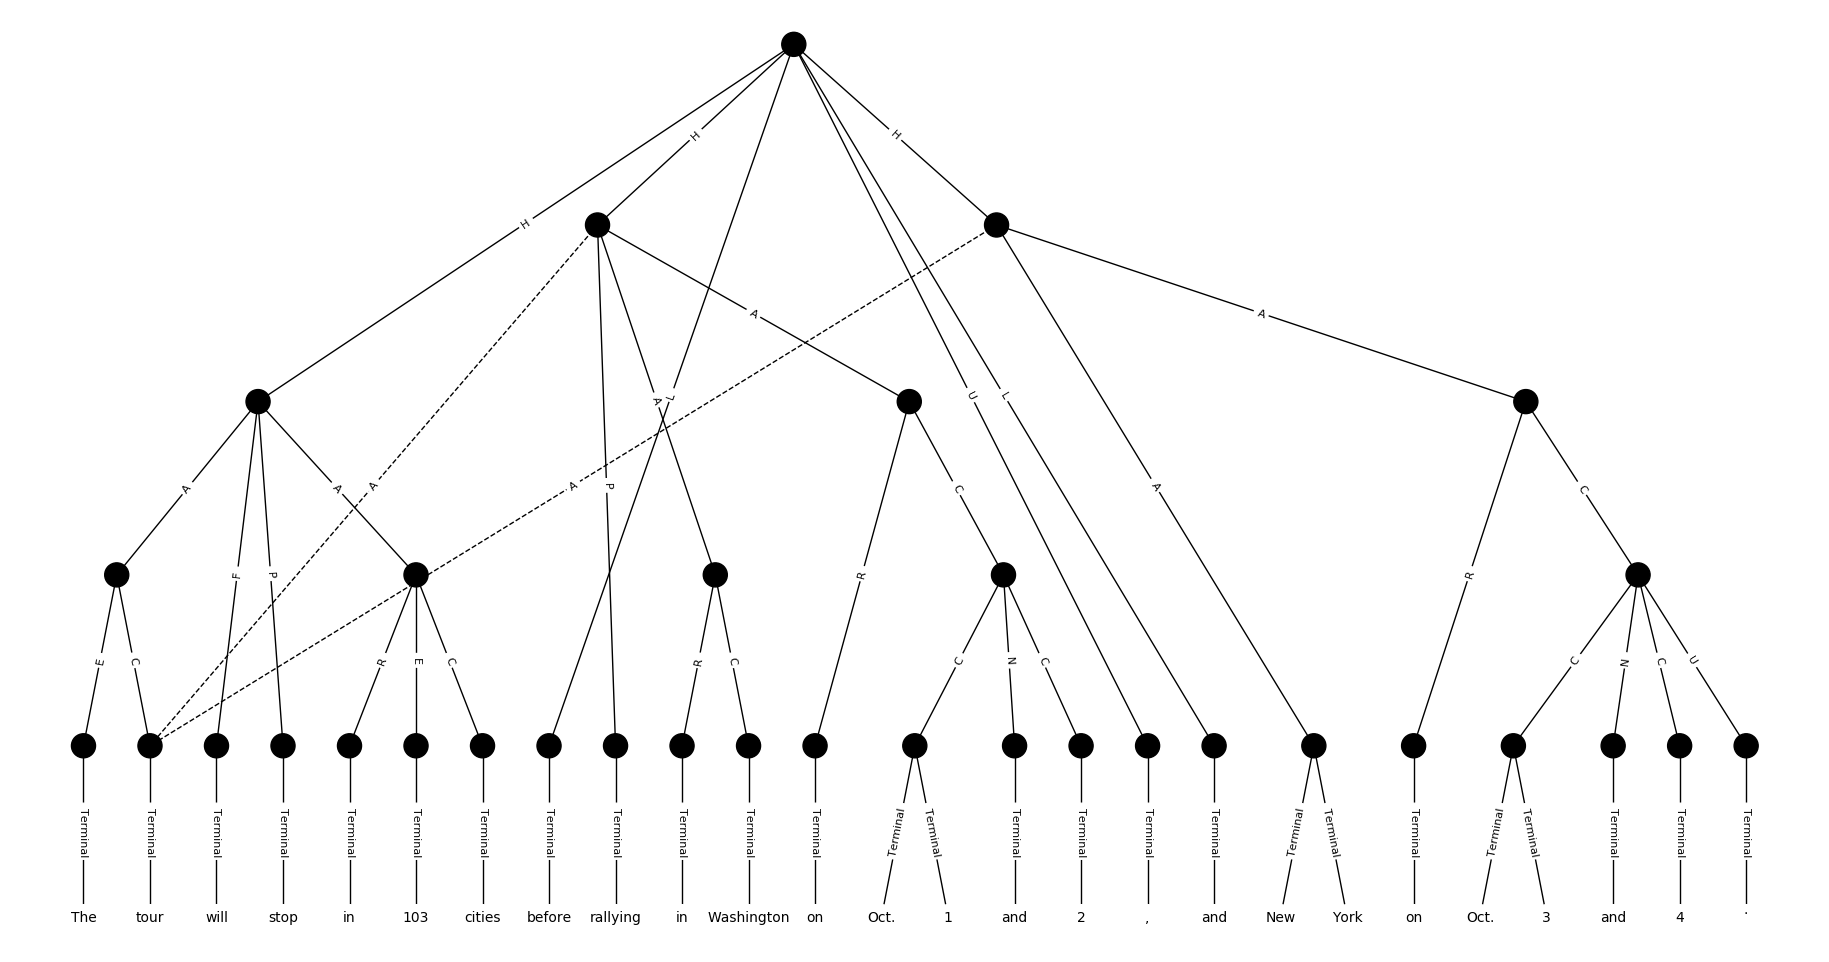 H
H
H
A
A
L
A
U
L
A
A
A
A
A
P
C
A
C
F
P
R
R
E
C
R
E
C
R
C
C
N
C
C
N
C
U
Terminal Terminal Terminal Terminal Terminal Terminal Terminal Terminal Terminal Terminal Terminal Terminal Terminal Terminal Terminal Terminal Terminal Terminal Terminal Terminal Terminal Terminal Terminal Terminal Terminal Terminal
The tour will stop in 103 cities before rallying in Washington on Oct. 1 and 2 , and New York on Oct. 3 and 4 .